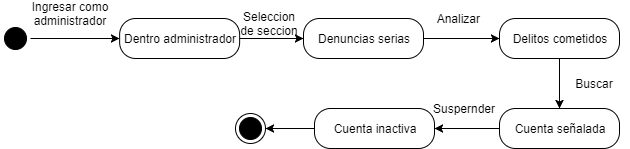 Ingresar como
administrador
Dentro administrador
Seleccion
de seccion
Denuncias serias
Analizar
Delitos cometidos
Buscar
Cuenta señalada
Suspernder
Cuenta inactiva